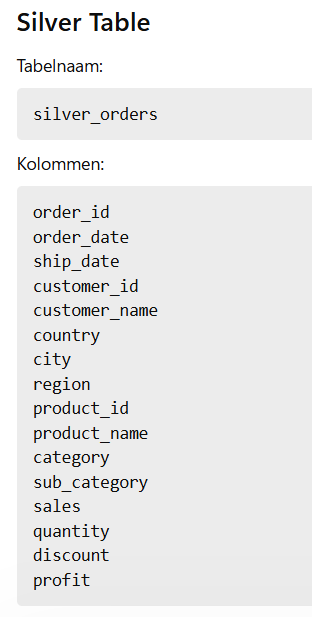 Silver Table
Tabelnaam:
silver_orders
Kolommen:
order_id
order_date
ship_date
customer_id
customer_name
country
city
region
product_id
product_name
category
sub_category
sales
quantity
discount
profit